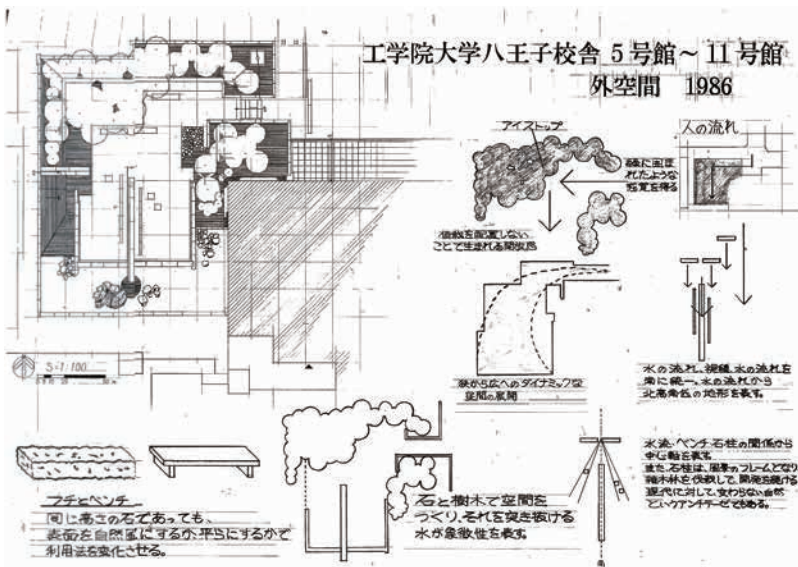 工学院大学八王子校舎 5号館～11号館
外空間 1986
アイストップ
緑に囲ま
れたような
感覚を得る
人の流れ
植樹を配置しない
ことで生まれる開放感
S=1:100
狭から広へのダイナミックな
空間の展開
水の流れ、視線、水の流れを
南に統一。水の流れから
北高南低の地形を表す。
フチとベンチ
同じ高さの石であっても、
表面を自然風にするか、平らにするかで
利用法を変化させる。
石と樹木で空間を
つくり、それを突き抜ける
水が象徴性を表す。
水流・ベンチ・石柱の関係から
中心軸を表す
また、石柱は、風景のフレームとなり
雑木林を伐採して、開発を続ける
現代に対して、変わらない自然
というアンチテーゼでもある。